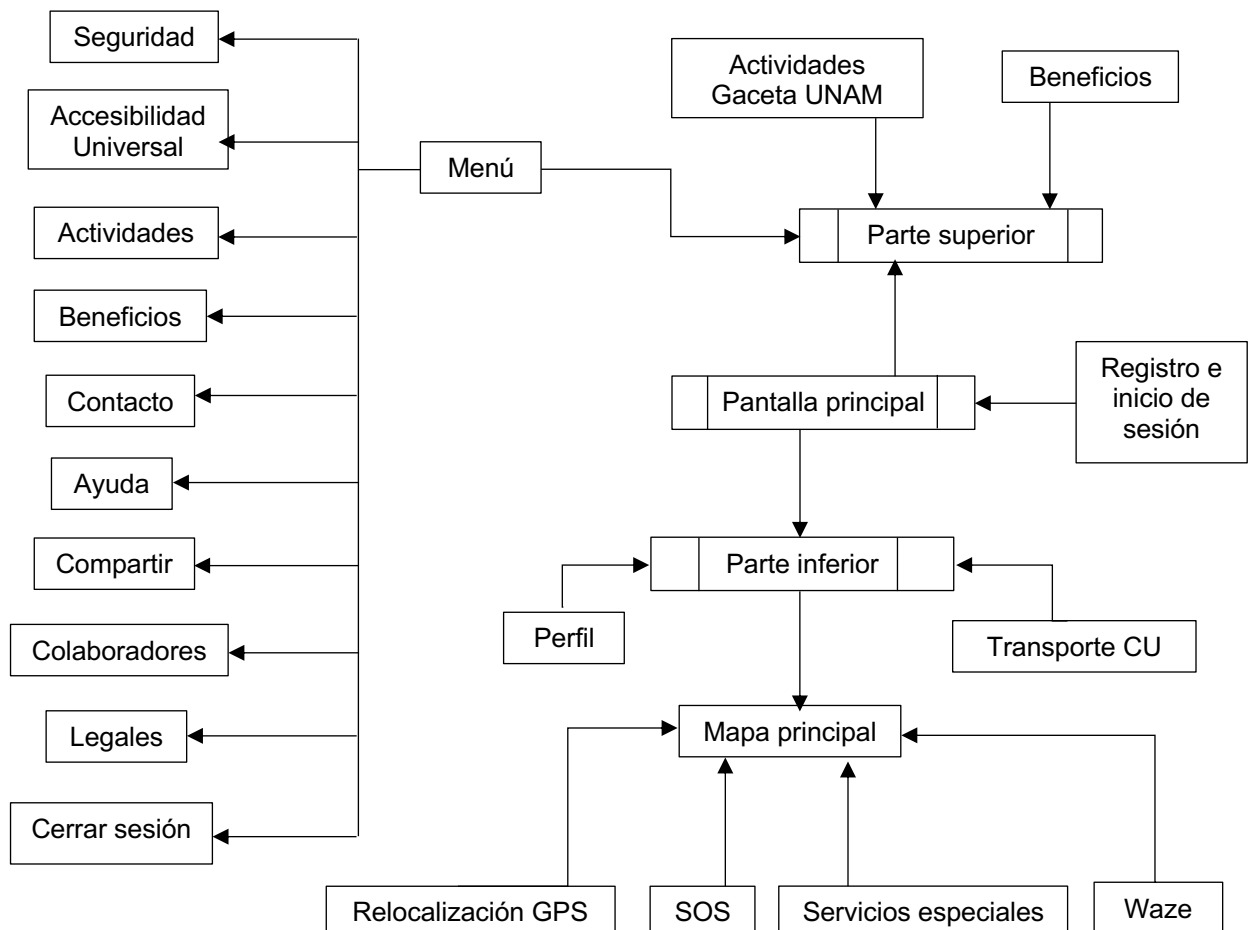 Seguridad
Accesibilidad
Universal
Actividades
Beneficios
Contacto
Ayuda
Compartir
Colaboradores
Legales
Cerrar sesión
Menú
Actividades
Gaceta UNAM
Beneficios
Parte superior
Pantalla principal
Registro e
inicio de
sesión
Parte inferior
Perfil
Transporte CU
Mapa principal
Relocalización GPS
SOS
Servicios especiales
Waze